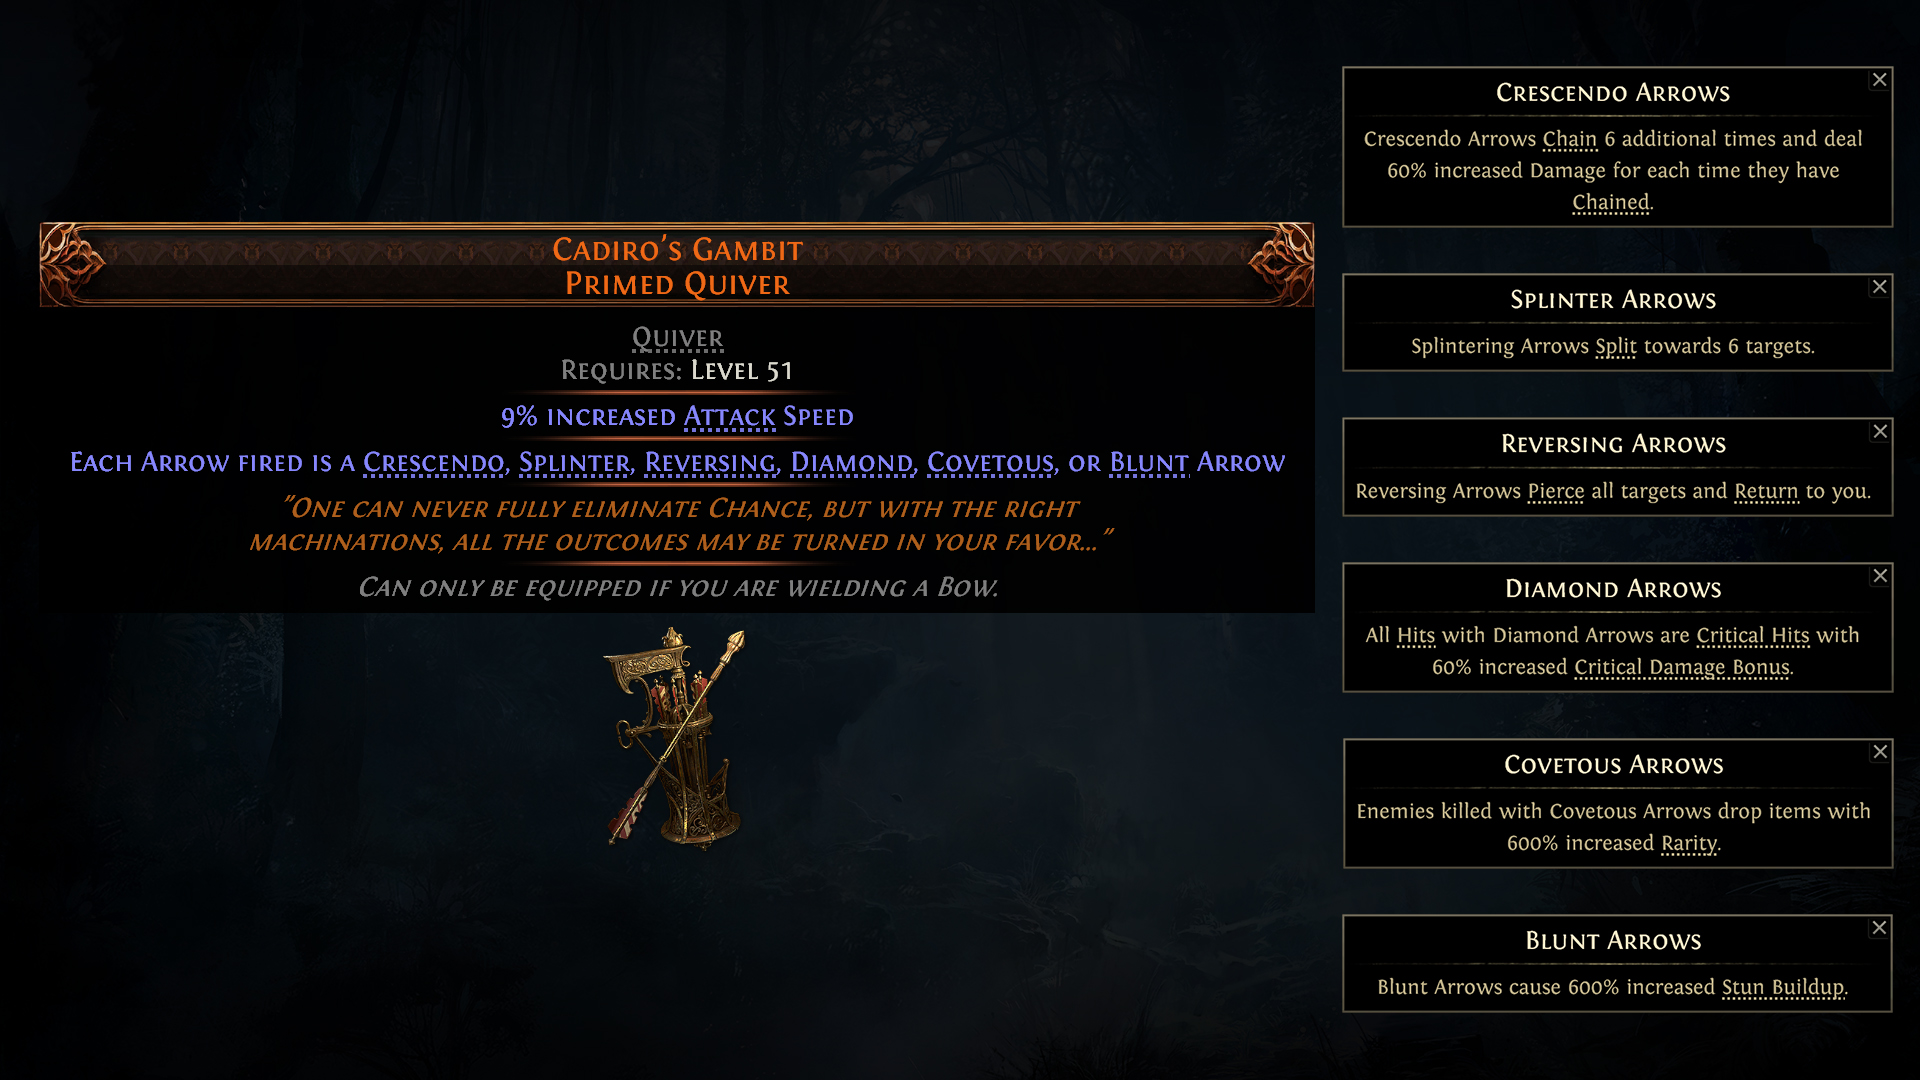 Cadiro's Gambit
Primed Quiver
Quiver
Requires: Level 51
9% increased Attack Speed
Each Arrow fired is a Crescendo, Splinter, Reversing, Diamond, Covetous, or Blunt Arrow
"One can never fully eliminate Chance, but with the right
machinations, all the outcomes may be turned in your favor..."
Can only be equipped if you are wielding a Bow.
Crescendo Arrows
Crescendo Arrows Chain 6 additional times and deal
60% increased Damage for each time they have
Chained.
Splinter Arrows
Splintering Arrows Split towards 6 targets.
Reversing Arrows
Reversing Arrows Pierce all targets and Return to you.
Diamond Arrows
All Hits with Diamond Arrows are Critical Hits with
60% increased Critical Damage Bonus.
Covetous Arrows
Enemies killed with Covetous Arrows drop items with
600% increased Rarity.
Blunt Arrows
Blunt Arrows cause 600% increased Stun Buildup.